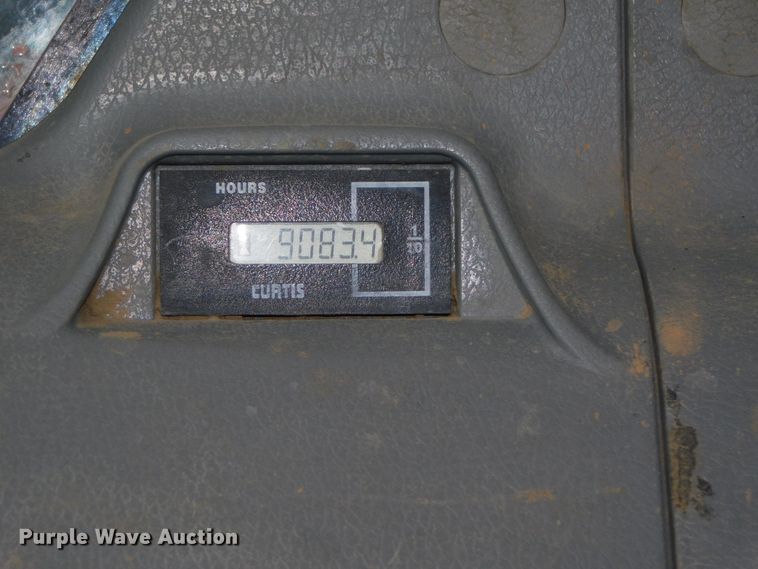 HOURS
9083.4
1/10
CURTIS
Purple Wave Auction